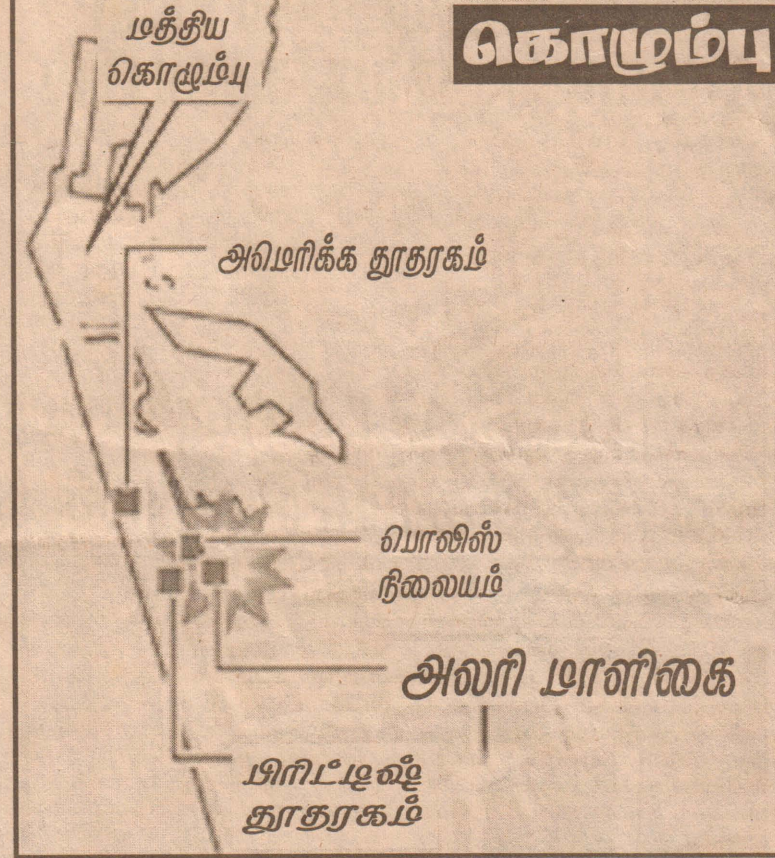 கொழும்பு
மத்திய
கொழும்பு
அமெரிக்க தூதரகம்
பொலிஸ்
நிலையம்
அலரி மாளிகை
பிரிட்டிஷ்
தூதரகம்